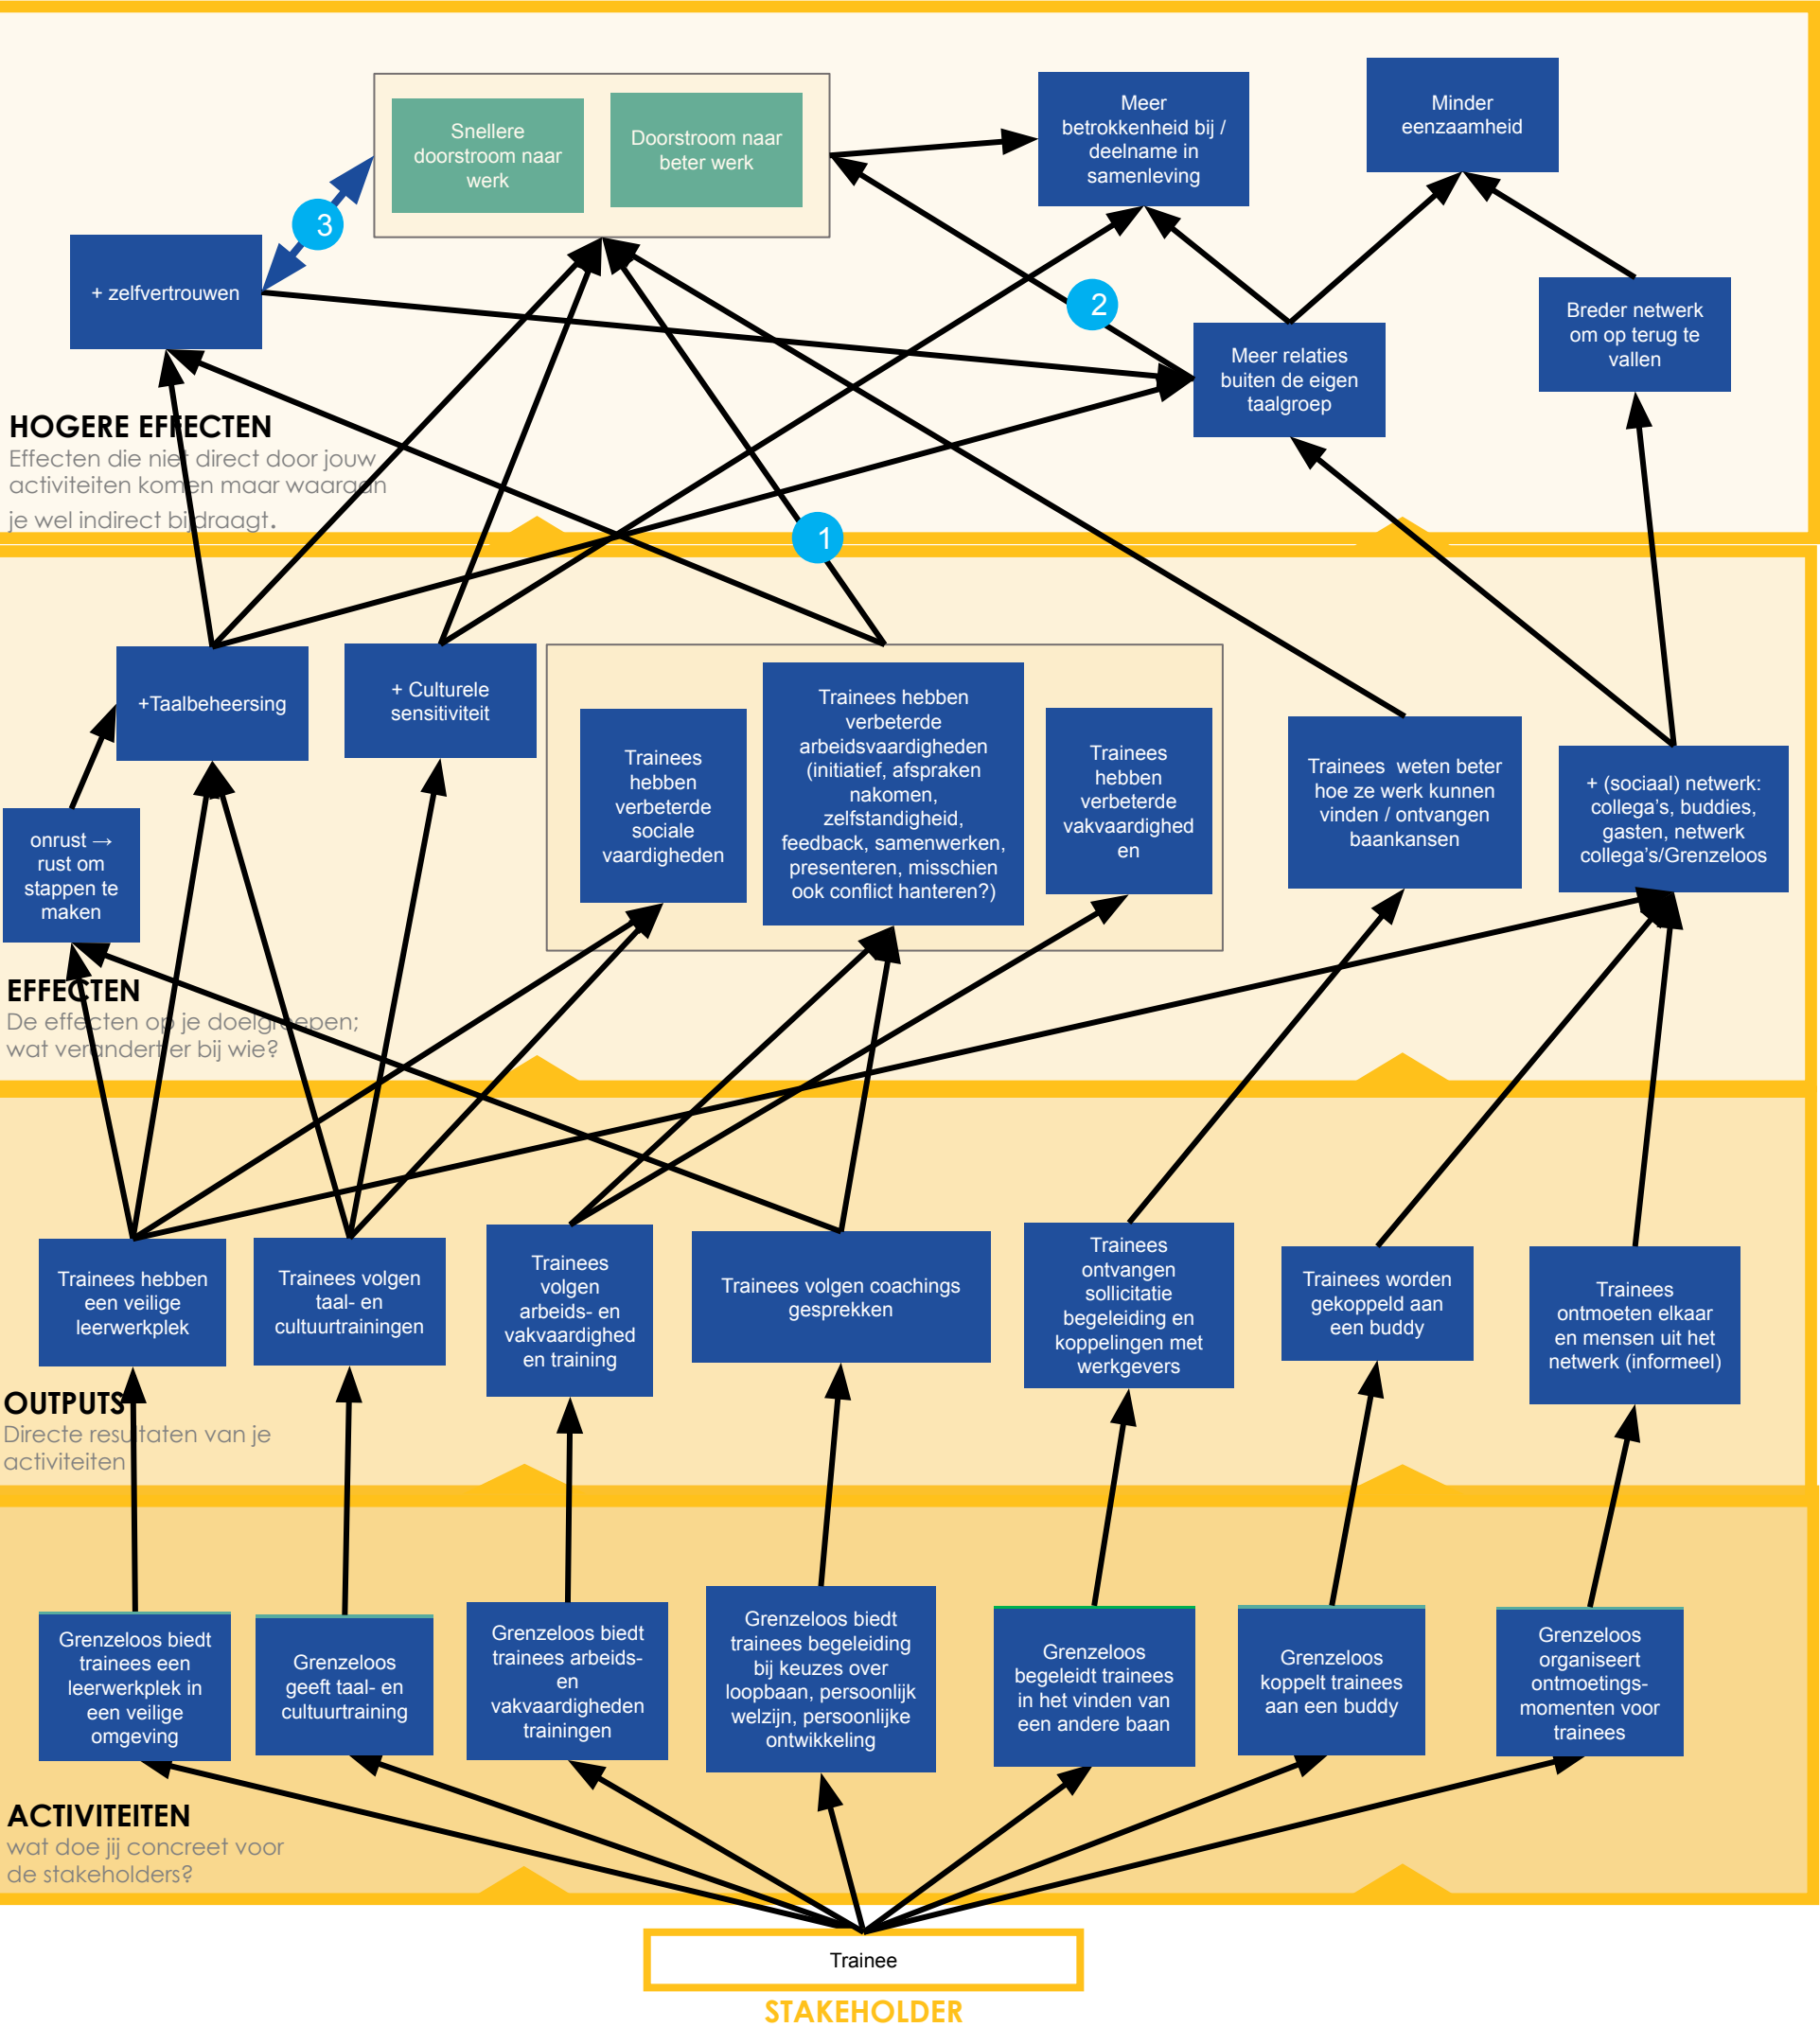 Snellere
doorstroom naar
werk
Doorstroom naar
beter werk
Meer
betrokkenheid bij /
deelname in
samenleving
Minder
eenzaamheid
3
+ zelfvertrouwen
2
Meer relaties
buiten de eigen
taalgroep
Breder netwerk
om op terug te
vallen
HOGERE EFFECTEN
Effecten die niet direct door jouw
activiteiten komen maar waaraan
je wel indirect bijdraagt.
1
+Taalbeheersing
+ Culturele
sensitiviteit
Trainees
hebben
verbeterde
sociale
vaardigheden
Trainees hebben
verbeterde
arbeidsvaardigheden
(initiatief, afspraken
nakomen,
zelfstandigheid,
feedback, samenwerken,
presenteren, misschien
ook conflict hanteren?)
Trainees
hebben
verbeterde
vakvaardighed
en
Trainees  weten beter
hoe ze werk kunnen
vinden / ontvangen
baankansen
+ (sociaal) netwerk:
collega's, buddies,
gasten, netwerk
collega's/Grenzeloos
onrust →
rust om
stappen te
maken
EFFECTEN
De effecten op je doelgroepen;
wat verandert er bij wie?
Trainees hebben
een veilige
leerwerkplek
Trainees volgen
taal- en
cultuurtrainingen
Trainees
volgen
arbeids- en
vakvaardighed
en training
Trainees volgen coachings
gesprekken
Trainees
ontvangen
sollicitatie
begeleiding en
koppelingen met
werkgevers
Trainees worden
gekoppeld aan
een buddy
Trainees
ontmoeten elkaar
en mensen uit het
netwerk (informeel)
OUTPUTS
Directe resultaten van je
activiteiten
Grenzeloos biedt
trainees een
leerwerkplek in
een veilige
omgeving
Grenzeloos
geeft taal- en
cultuurtraining
Grenzeloos biedt
trainees arbeids-
en
vakvaardigheden
trainingen
Grenzeloos biedt
trainees begeleiding
bij keuzes over
loopbaan, persoonlijk
welzijn, persoonlijke
ontwikkeling
Grenzeloos
begeleidt trainees
in het vinden van
een andere baan
Grenzeloos
koppelt trainees
aan een buddy
Grenzeloos
organiseert
ontmoetings-
momenten voor
trainees
ACTIVITEITEN
wat doe jij concreet voor
de stakeholders?
Trainee
STAKEHOLDER